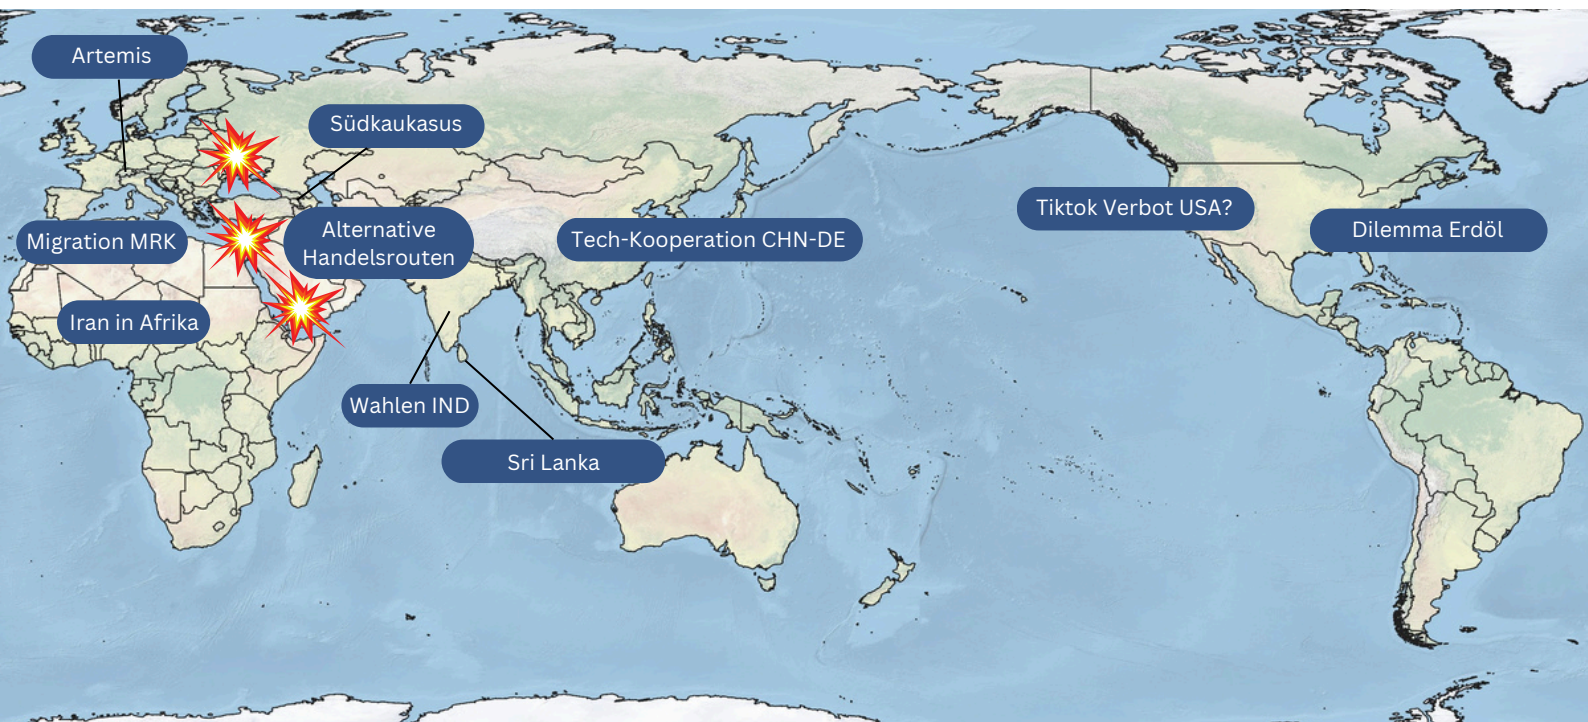 Artemis
Südkaukasus
Tiktok Verbot USA?
Dilemma Erdöl
Migration MRK
Alternative
Handelsrouten
Tech-Kooperation CHN-DE
Iran in Afrika
Wahlen IND
Sri Lanka